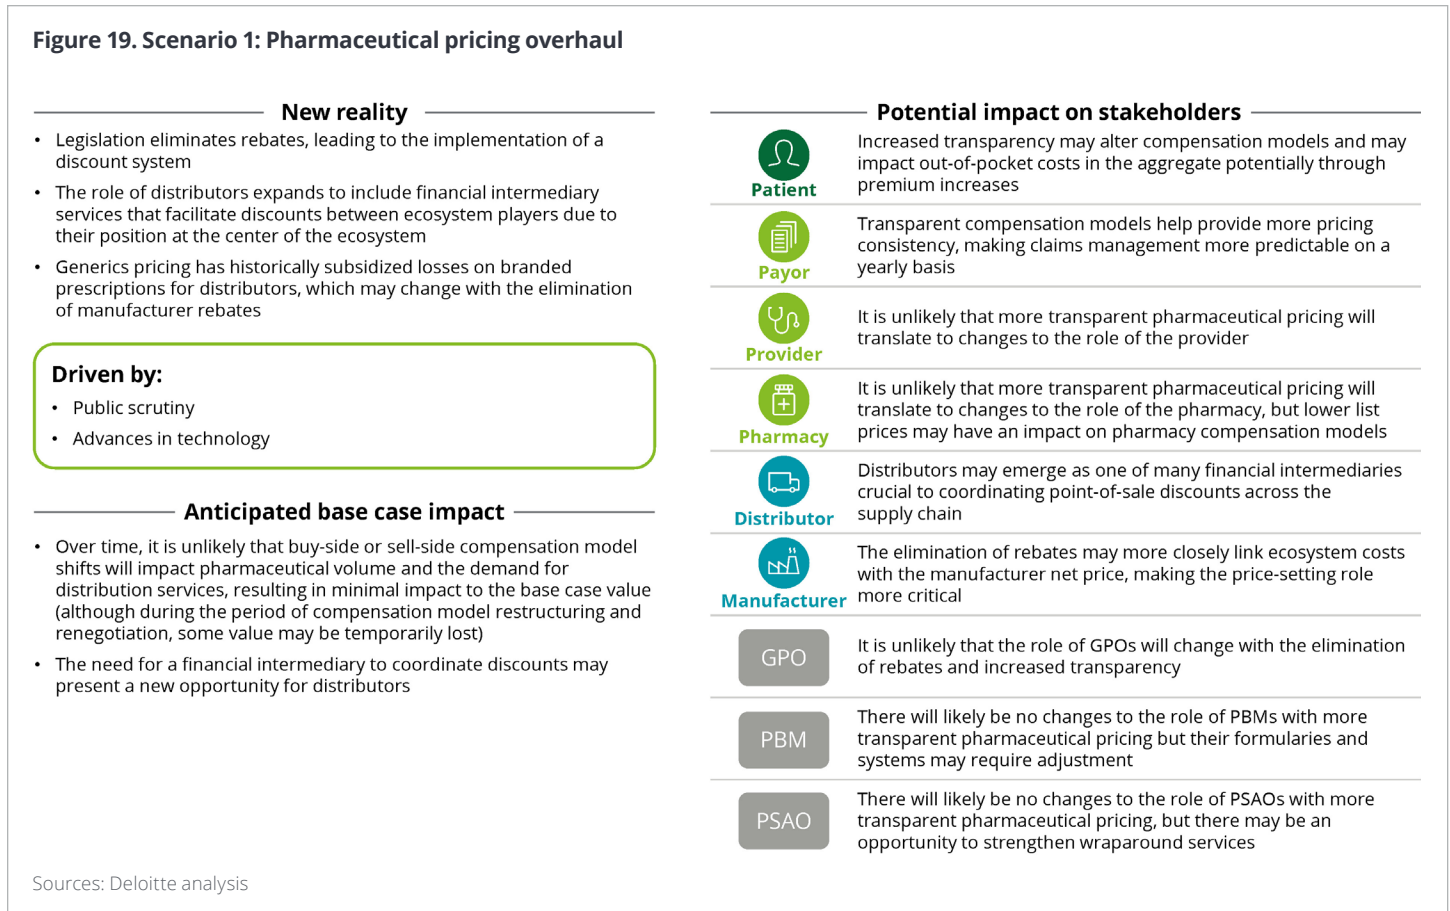 Figure 19. Scenario 1: Pharmaceutical pricing overhaul
New reality
• Legislation eliminates rebates, leading to the implementation of a
discount system
• The role of distributors expands to include financial intermediary
services that facilitate discounts between ecosystem players due to
their position at the center of the ecosystem
• Generics pricing has historically subsidized losses on branded
prescriptions for distributors, which may change with the elimination
of manufacturer rebates
Driven by:
• Public scrutiny
• Advances in technology
Anticipated base case impact
• Over time, it is unlikely that buy-side or sell-side compensation model
shifts will impact pharmaceutical volume and the demand for
distribution services, resulting in minimal impact to the base case value
(although during the period of compensation model restructuring and
renegotiation, some value may be temporarily lost)
• The need for a financial intermediary to coordinate discounts may
present a new opportunity for distributors
Potential impact on stakeholders
Patient
Increased transparency may alter compensation models and may
impact out-of-pocket costs in the aggregate potentially through
premium increases
Payor
Transparent compensation models help provide more pricing
consistency, making claims management more predictable on a
yearly basis
Provider
It is unlikely that more transparent pharmaceutical pricing will
translate to changes to the role of the provider
Pharmacy
It is unlikely that more transparent pharmaceutical pricing will
translate to changes to the role of the pharmacy, but lower list
prices may have an impact on pharmacy compensation models
Distributor
Distributors may emerge as one of many financial intermediaries
crucial to coordinating point-of-sale discounts across the
supply chain
Manufacturer
The elimination of rebates may more closely link ecosystem costs
with the manufacturer net price, making the price-setting role
more critical
GPO
It is unlikely that the role of GPOs will change with the elimination
of rebates and increased transparency
PBM
There will likely be no changes to the role of PBMs with more
transparent pharmaceutical pricing but their formularies and
systems may require adjustment
PSAO
There will likely be no changes to the role of PSAOs with more
transparent pharmaceutical pricing, but there may be an
opportunity to strengthen wraparound services
Sources: Deloitte analysis